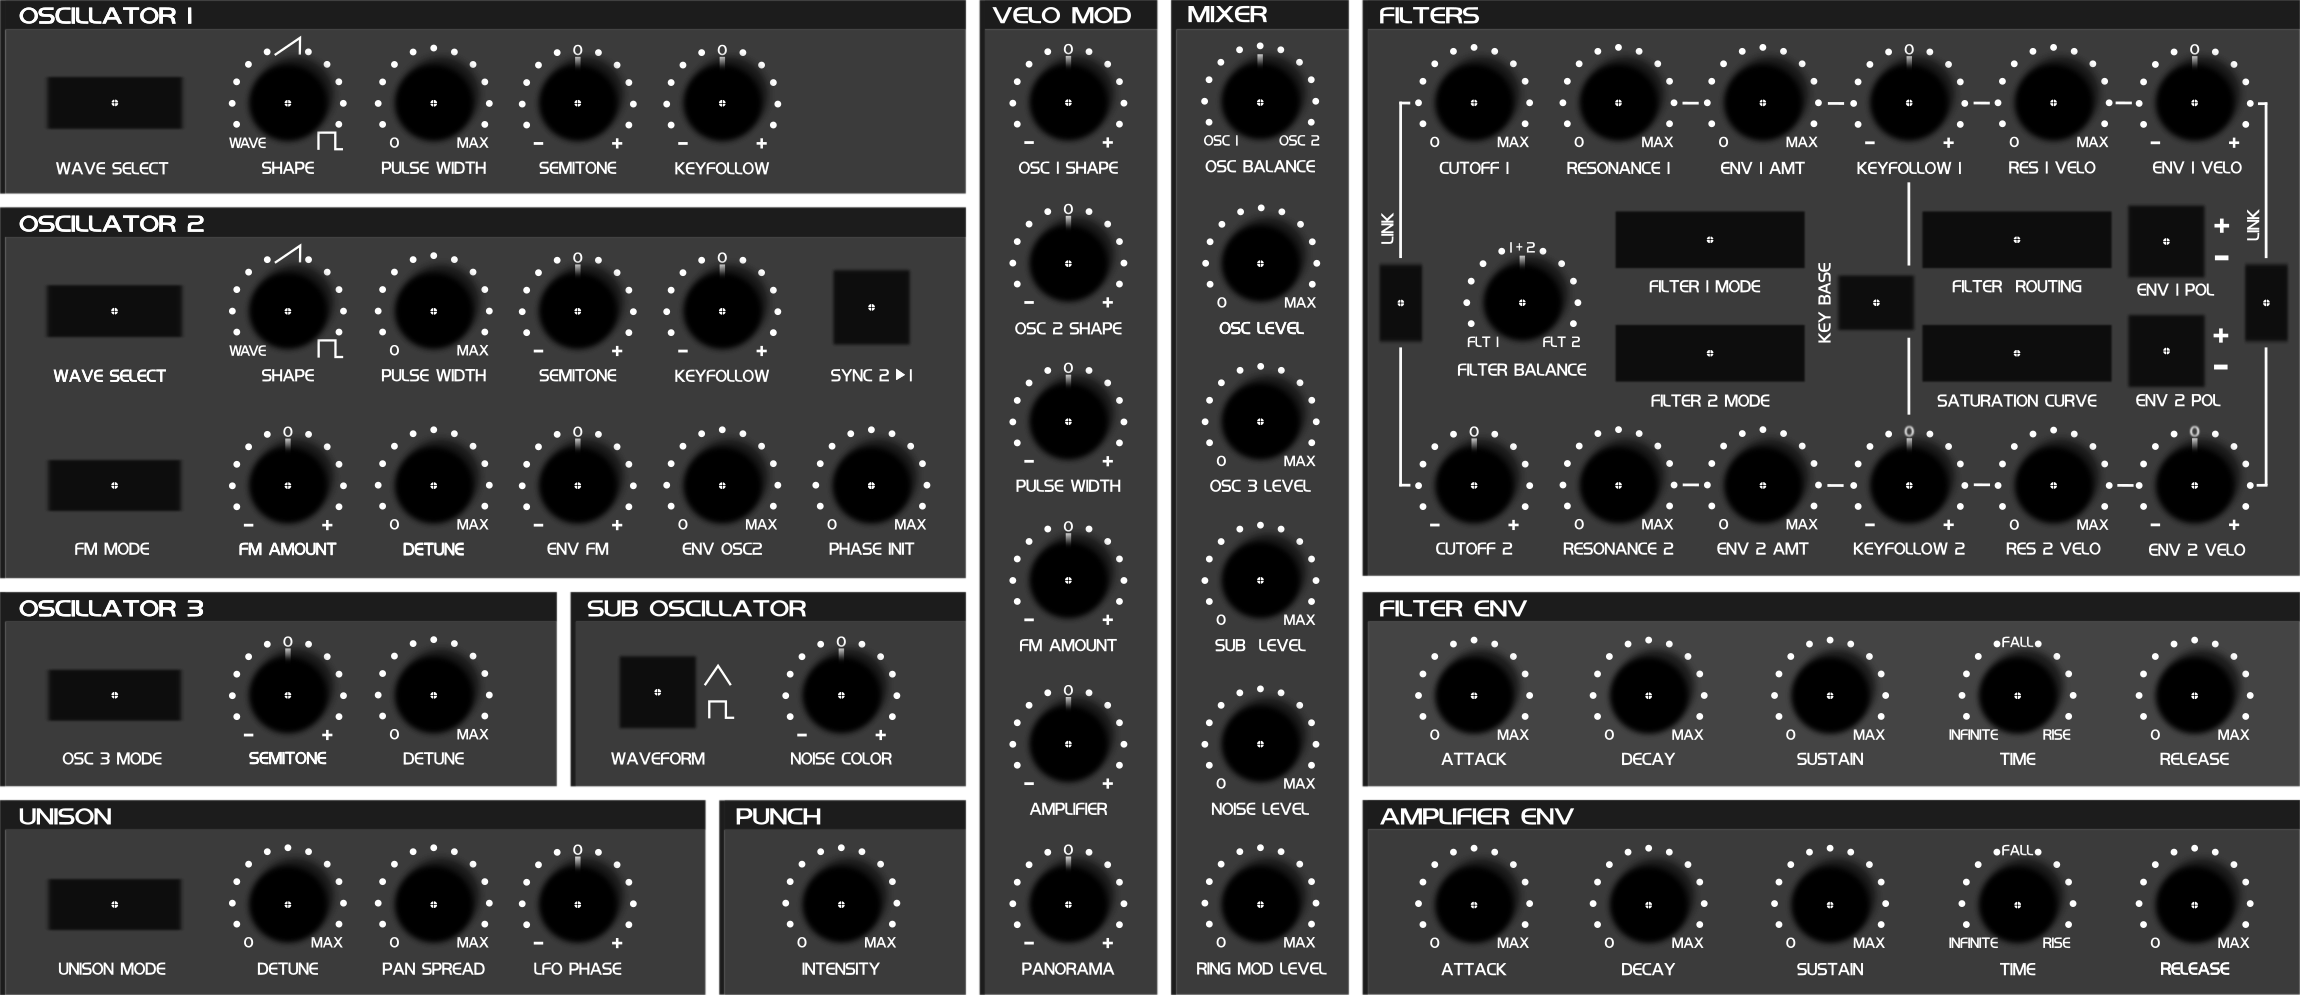 OSCILLATOR 1
WAVE
WAVE SELECT
SHAPE
0 MAX
PULSE WIDTH
0
- +
SEMITONE
0
- +
KEYFOLLOW
OSCILLATOR 2
WAVE SELECT
WAVE
SHAPE
0 MAX
PULSE WIDTH
0
- +
SEMITONE
0
- +
KEYFOLLOW
SYNC 2 ▶ 1
FM MODE
0
- +
FM AMOUNT
0 MAX
DETUNE
0
- +
ENV FM
0 MAX
ENV OSC2
0 MAX
PHASE INIT
OSCILLATOR 3
OSC 3 MODE
0
- +
SEMITONE
0 MAX
DETUNE
SUB OSCILLATOR
WAVEFORM
0
- +
NOISE COLOR
UNISON
UNISON MODE
0 MAX
DETUNE
0 MAX
PAN SPREAD
0
- +
LFO PHASE
PUNCH
0 MAX
INTENSITY
VELO MOD
0
- +
OSC 1 SHAPE
0
- +
OSC 2 SHAPE
0
- +
PULSE WIDTH
0
- +
FM AMOUNT
0
- +
AMPLIFIER
0
- +
PANORAMA
MIXER
OSC 1 OSC 2
OSC BALANCE
0 MAX
OSC LEVEL
0 MAX
OSC 3 LEVEL
0 MAX
SUB LEVEL
0 MAX
NOISE LEVEL
0 MAX
RING MOD LEVEL
FILTERS
0 MAX
CUTOFF 1
0 MAX
RESONANCE 1
0 MAX
ENV 1 AMT
0
- +
KEYFOLLOW 1
0 MAX
RES 1 VELO
0
- +
ENV 1 VELO
LINK
1+2
FLT 1 FLT 2
FILTER BALANCE
FILTER 1 MODE
FILTER 2 MODE
KEY BASE
FILTER ROUTING
SATURATION CURVE
+
-
ENV 1 POL
+
-
ENV 2 POL
LINK
0
- +
CUTOFF 2
0 MAX
RESONANCE 2
0 MAX
ENV 2 AMT
0
- +
KEYFOLLOW 2
0 MAX
RES 2 VELO
0
- +
ENV 2 VELO
FILTER ENV
0 MAX
ATTACK
0 MAX
DECAY
0 MAX
SUSTAIN
FALL
INFINITE RISE
TIME
0 MAX
RELEASE
AMPLIFIER ENV
0 MAX
ATTACK
0 MAX
DECAY
0 MAX
SUSTAIN
FALL
INFINITE RISE
TIME
0 MAX
RELEASE